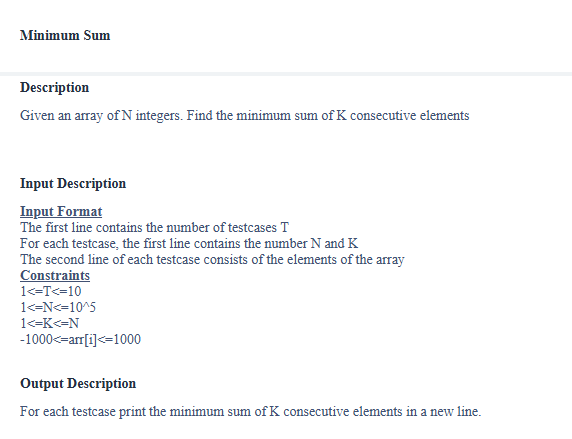 Minimum Sum
Description
Given an array of N integers. Find the minimum sum of K consecutive elements
Input Description
Input Format
The first line contains the number of testcases T
For each testcase, the first line contains the number N and K
The second line of each testcase consists of the elements of the array
Constraints
1<=T<=10
1<=N<=10^5
1<=K<=N
-1000<=arr[i]<=1000
Output Description
For each testcase print the minimum sum of K consecutive elements in a new line.